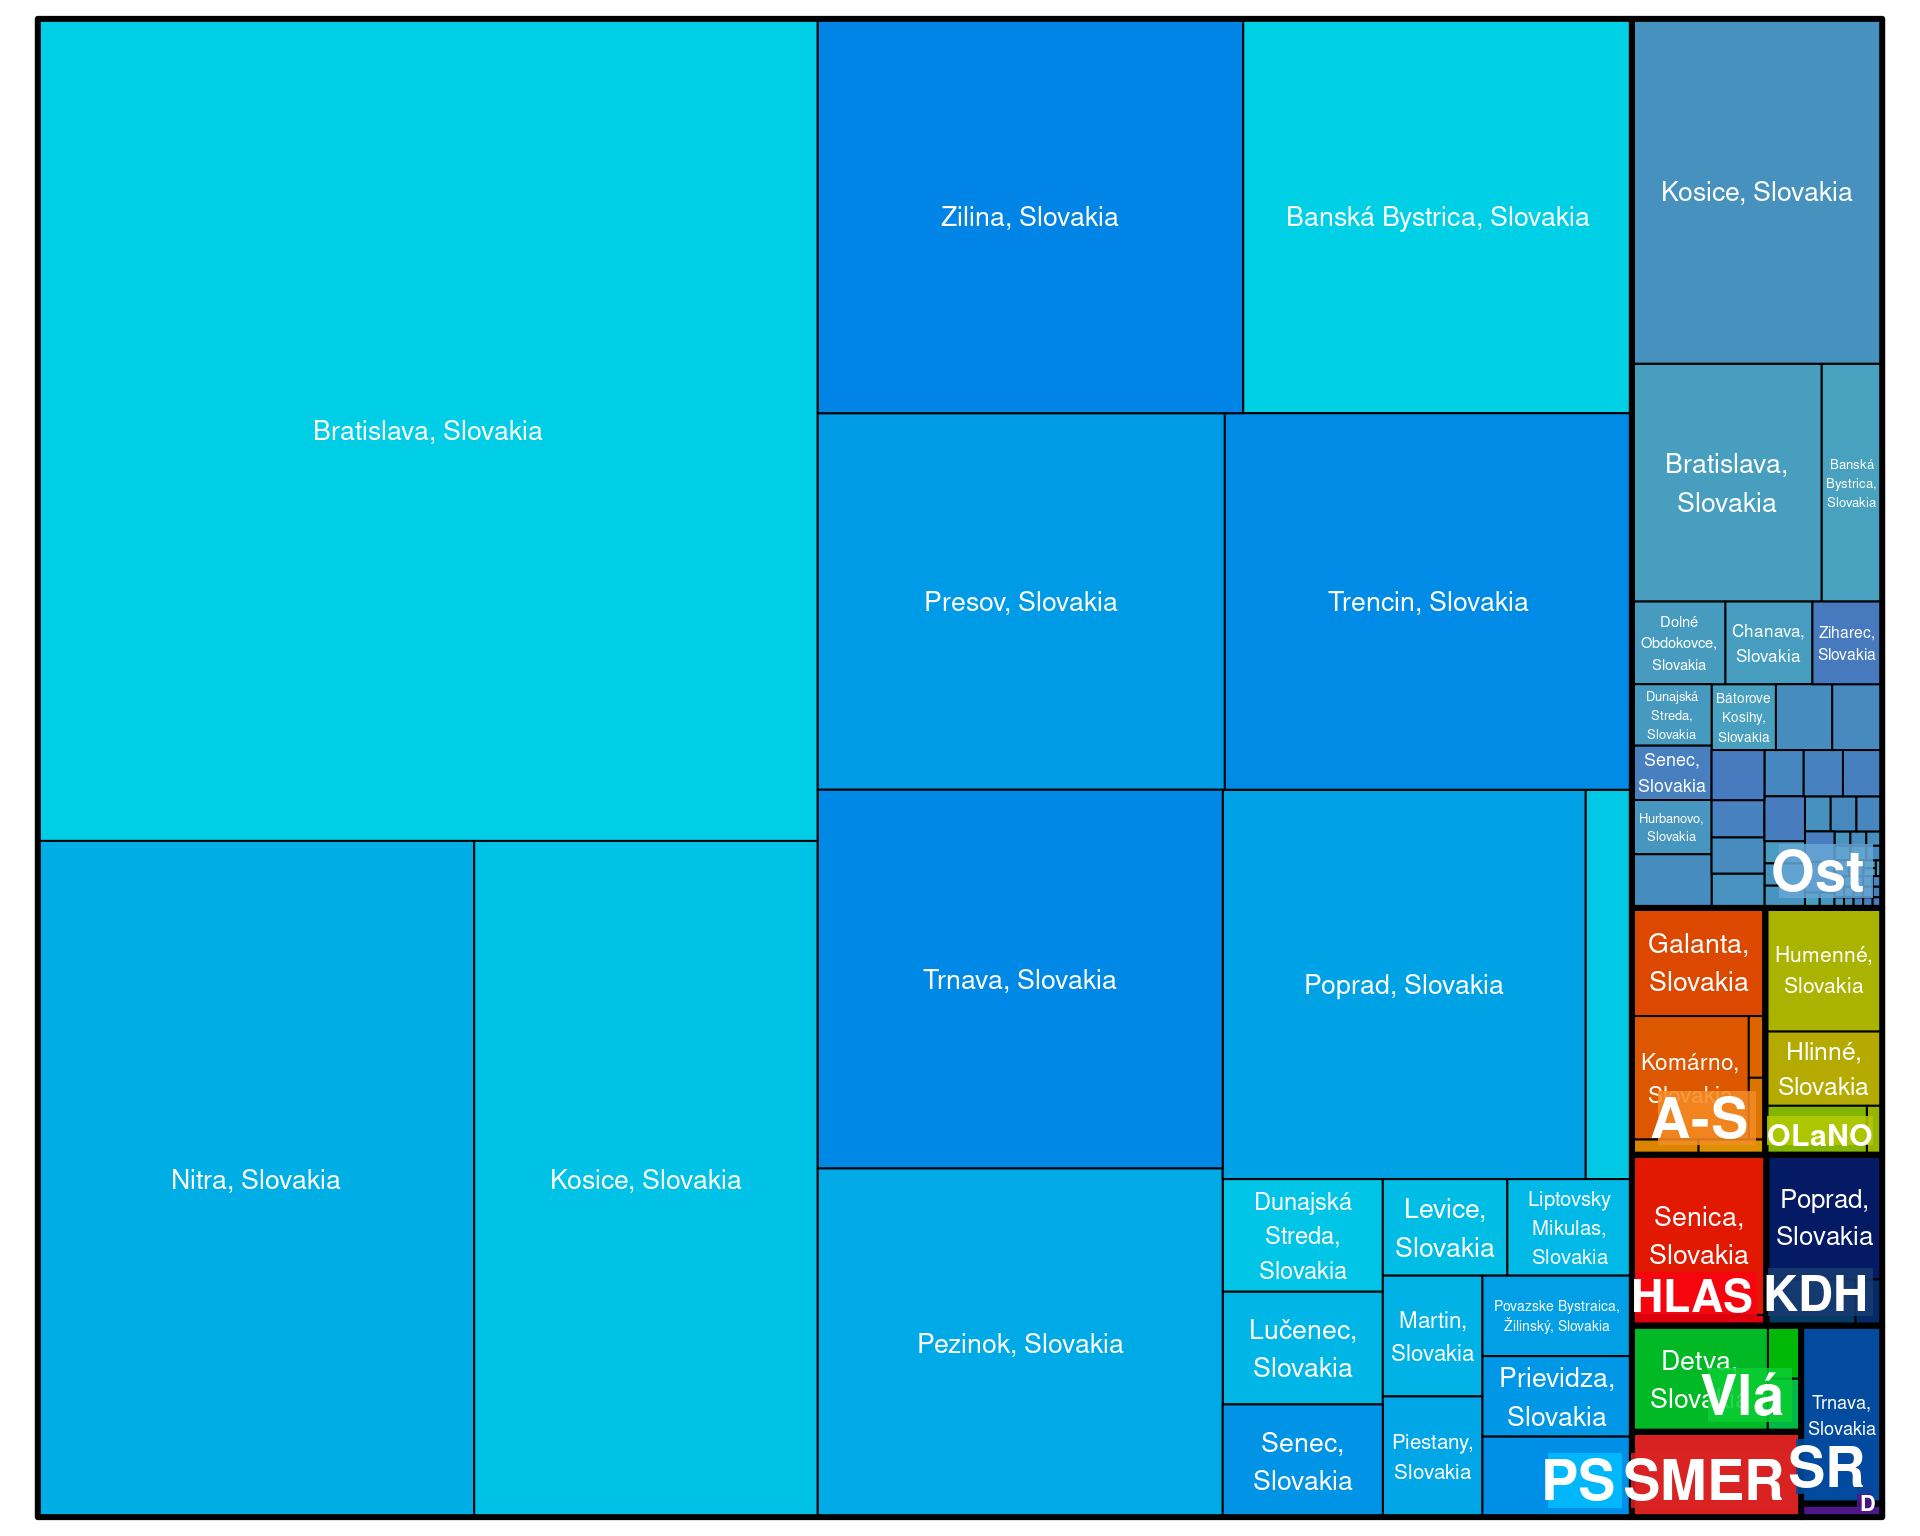 Bratislava, Slovakia
Zilina, Slovakia
Banská Bystrica, Slovakia
Presov, Slovakia
Trencin, Slovakia
Nitra, Slovakia
Kosice, Slovakia
Trnava, Slovakia
Poprad, Slovakia
Pezinok, Slovakia
Dunajská
Streda,
Slovakia
Levice,
Slovakia
Liptovsky
Mikulas,
Slovakia
Lučenec,
Slovakia
Martin,
Slovakia
Povazske Bystraica,
Žilinský, Slovakia
Prievidza,
Slovakia
Senec,
Slovakia
Piestany,
Slovakia
PS
Kosice, Slovakia
Bratislava,
Slovakia
Banská
Bystrica,
Slovakia
Dolné
Obdokovce,
Slovakia
Chanava,
Slovakia
Ziharec,
Slovakia
Dunajská
Streda,
Slovakia
Bátorove
Kosihy,
Slovakia
Senec,
Slovakia
Hurbanovo,
Slovakia
Ost
Galanta,
Slovakia
Komárno,
Slovakia
A-S
Humenné,
Slovakia
Hlinné,
Slovakia
OLaNO
Senica,
Slovakia
HLAS
Poprad,
Slovakia
KDH
Detva,
Slovakia
Vlá
Trnava,
Slovakia
SR
SMER
D